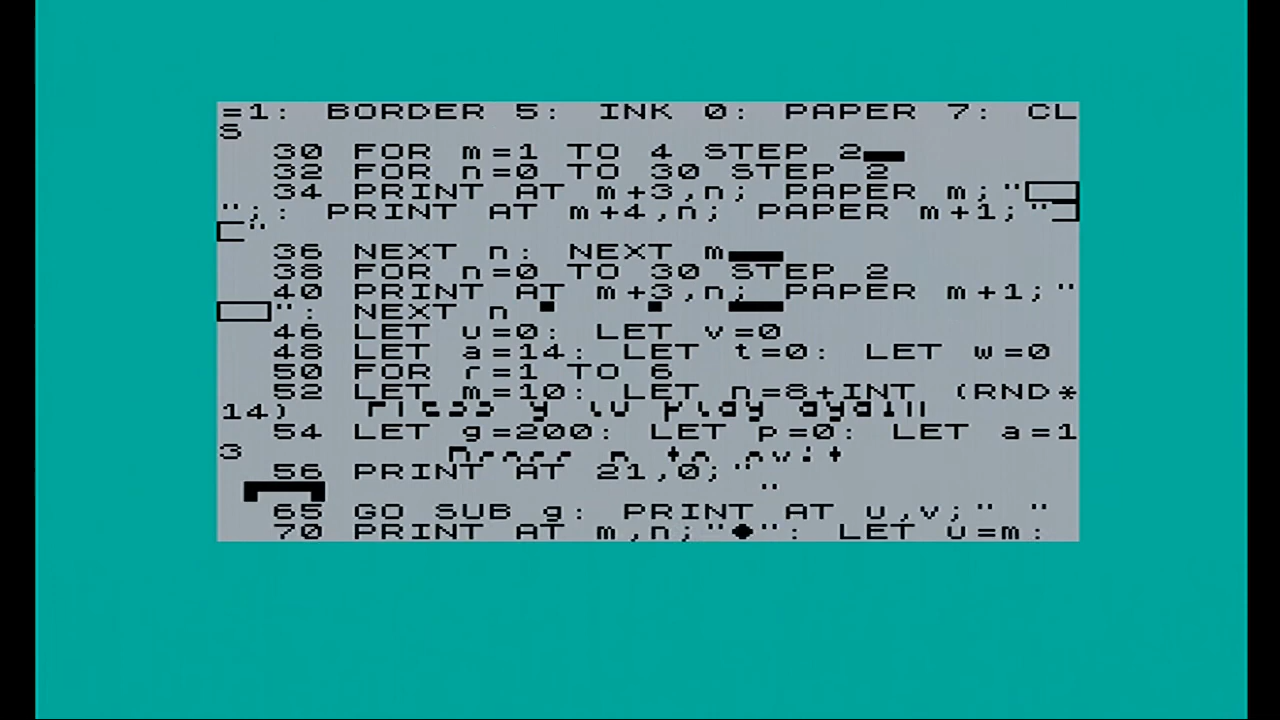 =1: BORDER 5: INK 0: PAPER 7: CL
S
30 FOR m=1 TO 4 STEP 2
32 FOR n=0 TO 30 STEP 2
34 PRINT AT m+3,n; PAPER m;"
";: PRINT AT m+4,n; PAPER m+1;"
"
36 NEXT n: NEXT m
38 FOR n=0 TO 30 STEP 2
40 PRINT AT m+3,n; PAPER m+1;"
": NEXT n
46 LET u=0: LET v=0
48 LET a=14: LET t=0: LET w=0
50 FOR r=1 TO 6
52 LET m=10: LET n=8+INT (RND*
14)
54 LET g=200: LET p=0: LET a=1
3
56 PRINT AT 21,0;"
"
65 GO SUB g: PRINT AT u,v;" "
70 PRINT AT m,n;"◆": LET u=m: